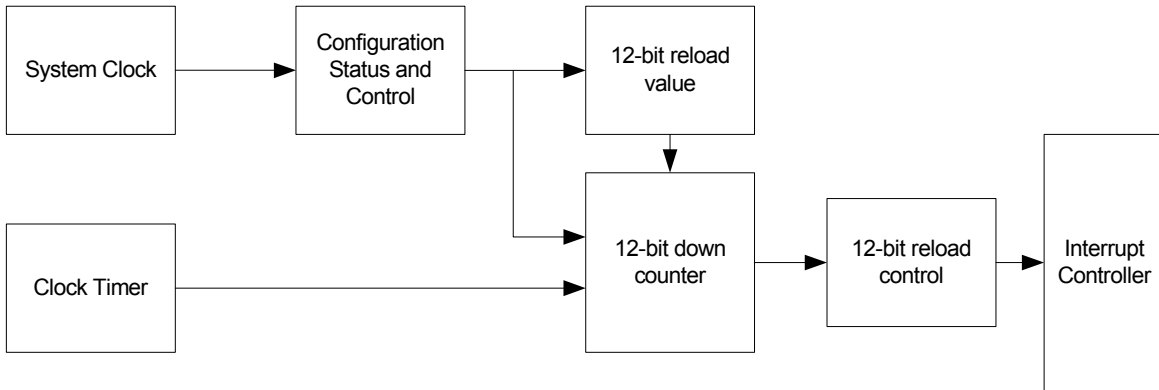 System Clock
Configuration
Status and
Control
12-bit reload
value
Clock Timer
12-bit down
counter
12-bit reload
control
Interrupt
Controller